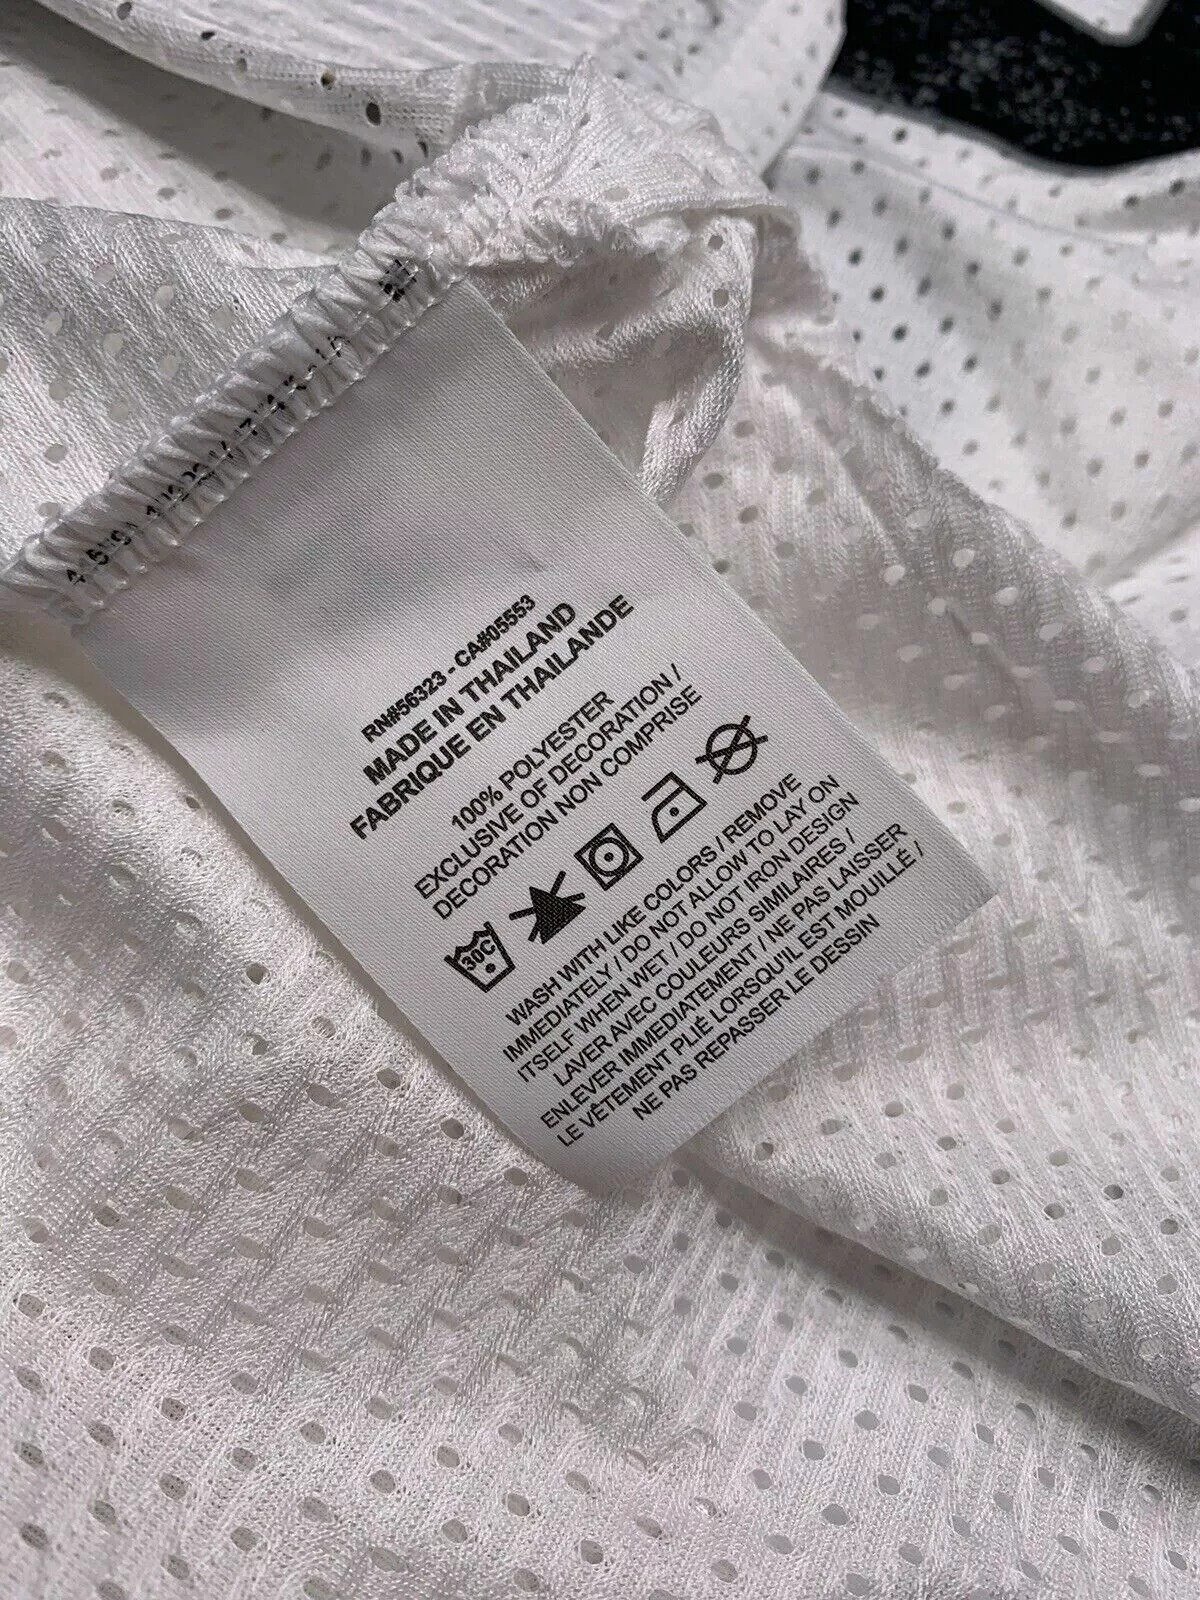 RN#56323 - CA#05553
MADE IN THAILAND
FABRIQUE EN THAILANDE
100% POLYESTER
EXCLUSIVE OF DECORATION /
DECORATION NON COMPRISE
30C
WASH WITH LIKE COLORS / REMOVE
IMMEDIATELY / DO NOT ALLOW TO LAY ON
ITSELF WHEN WET / DO NOT IRON DESIGN
LAVER AVEC COULEURS SIMILAIRES /
ENLEVER IMMEDIATEMENT / NE PAS LAISSER
LE VÊTEMENT PLIÉ LORSQU'IL EST MOUILLÉ /
NE PAS REPASSER LE DESSIN